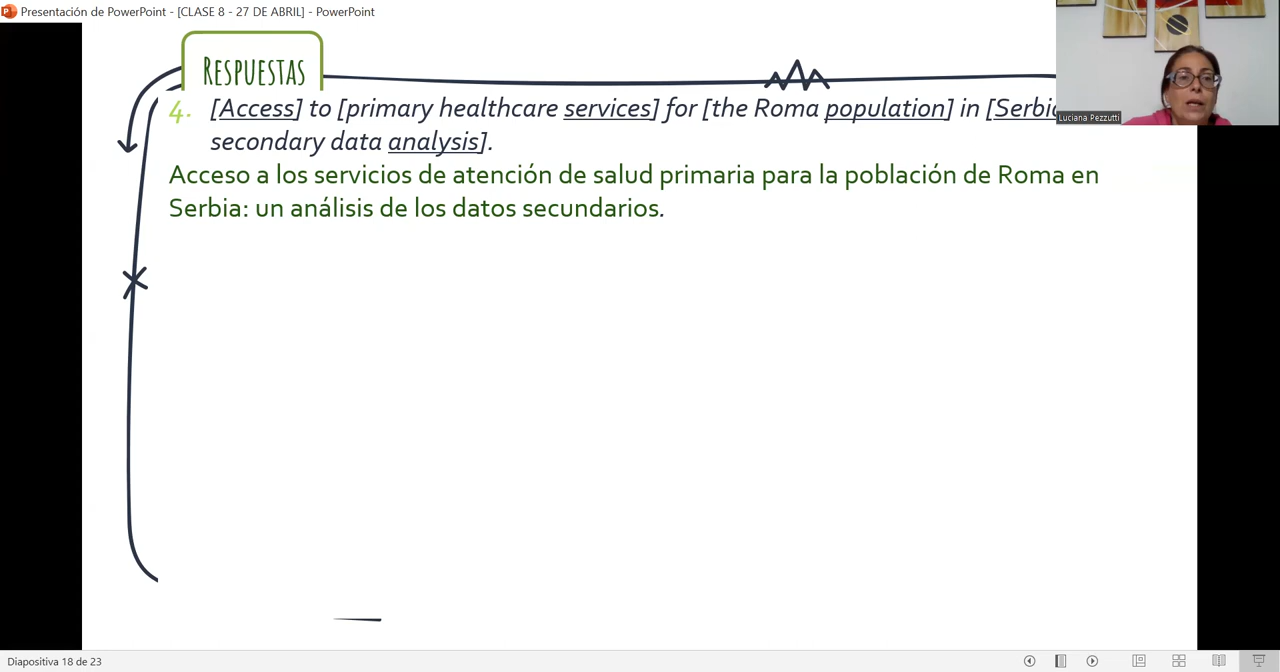 Presentación de PowerPoint - [CLASE 8 - 27 DE ABRIL] - PowerPoint
RESPUESTAS
4. [Access] to [primary healthcare services] for [the Roma population] in [Serbi
secondary data analysis].
Acceso a los servicios de atención de salud primaria para la población de Roma en
Serbia: un análisis de los datos secundarios.
Luciana Pezzutti
Diapositiva 18 de 23